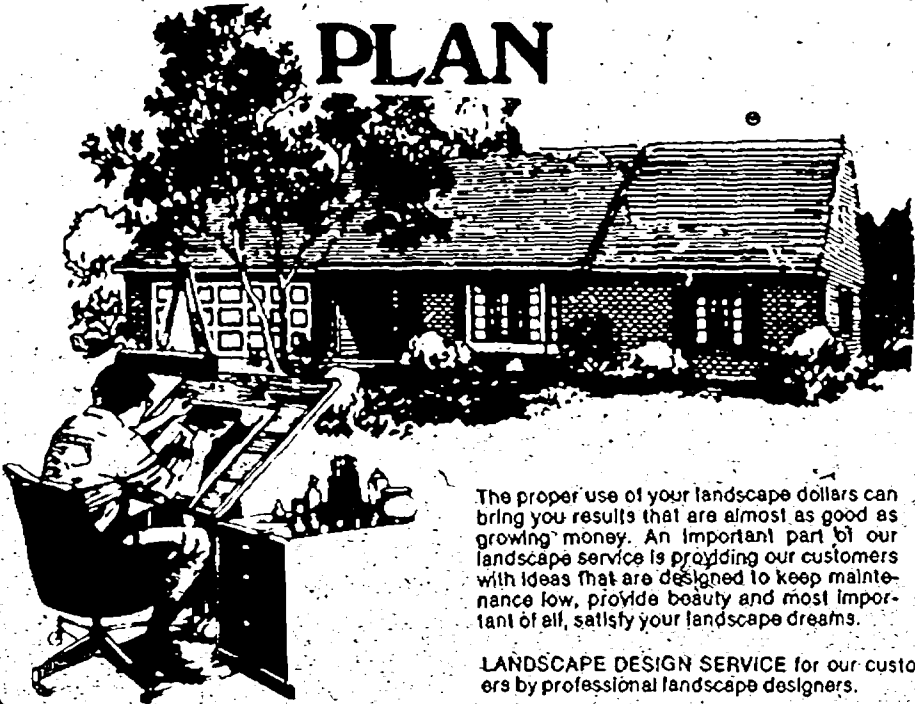 PLAN
The proper use of your landscape dollars can
bring you results that are almost as good as
growing money. An important part of our
landscape service is providing our customers
with ideas that are designed to keep mainte-
nance low, provide beauty and most impor-
tant of all, satisfy your landscape dreams.
LANDSCAPE DESIGN SERVICE for our custo
ers by professional landscape designers.